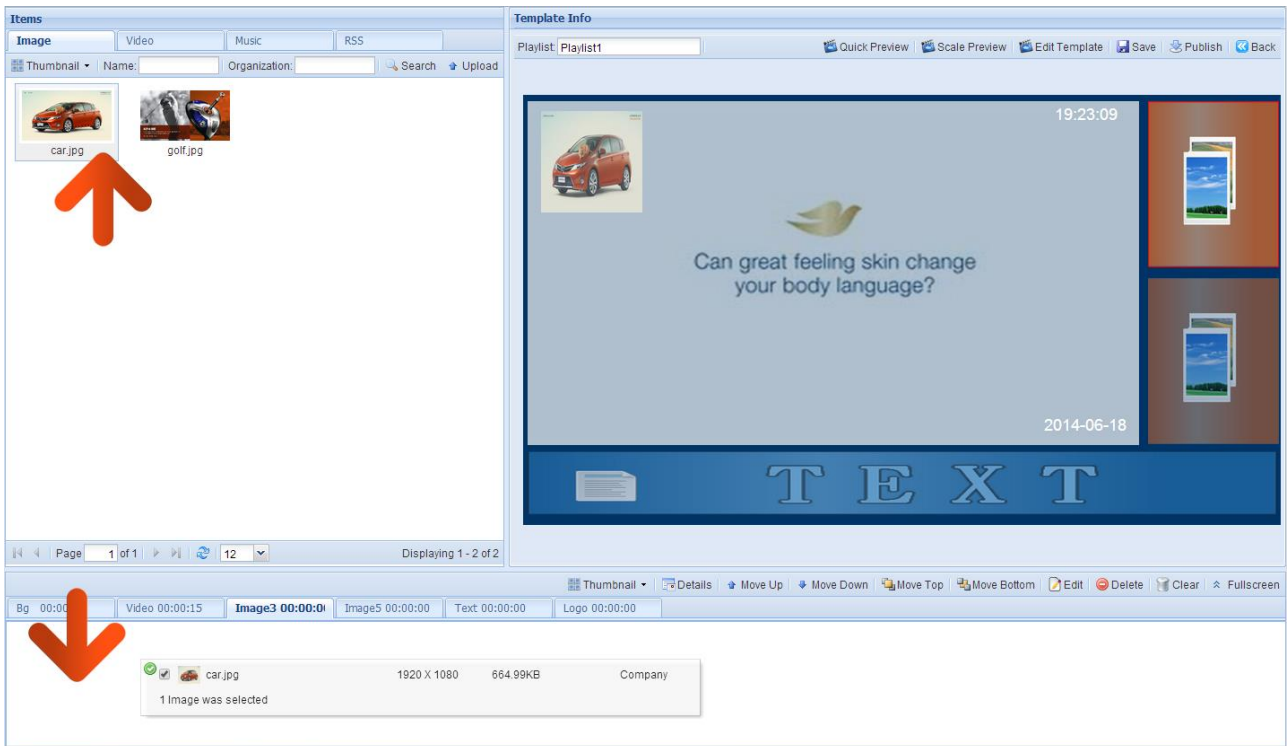 Items
Image Video Music RSS
Thumbnail Name: Organization: Search Upload
car.jpg golf.jpg
Page 1 of 1 12 Displaying 1 - 2 of 2
Template Info
Playlist: Playlist1 Quick Preview Scale Preview Edit Template Save Publish Back
19:23:09
Can great feeling skin change
your body language?
2014-06-18
TEXT
Thumbnail Details Move Up Move Down Move Top Move Bottom Edit Delete Clear Fullscreen
Bg Video 00:00:15 Image3 Image5 00:00:00 Text 00:00:00 Logo 00:00:00
car.jpg 1920 X 1080 664.99KB Company
1 Image was selected